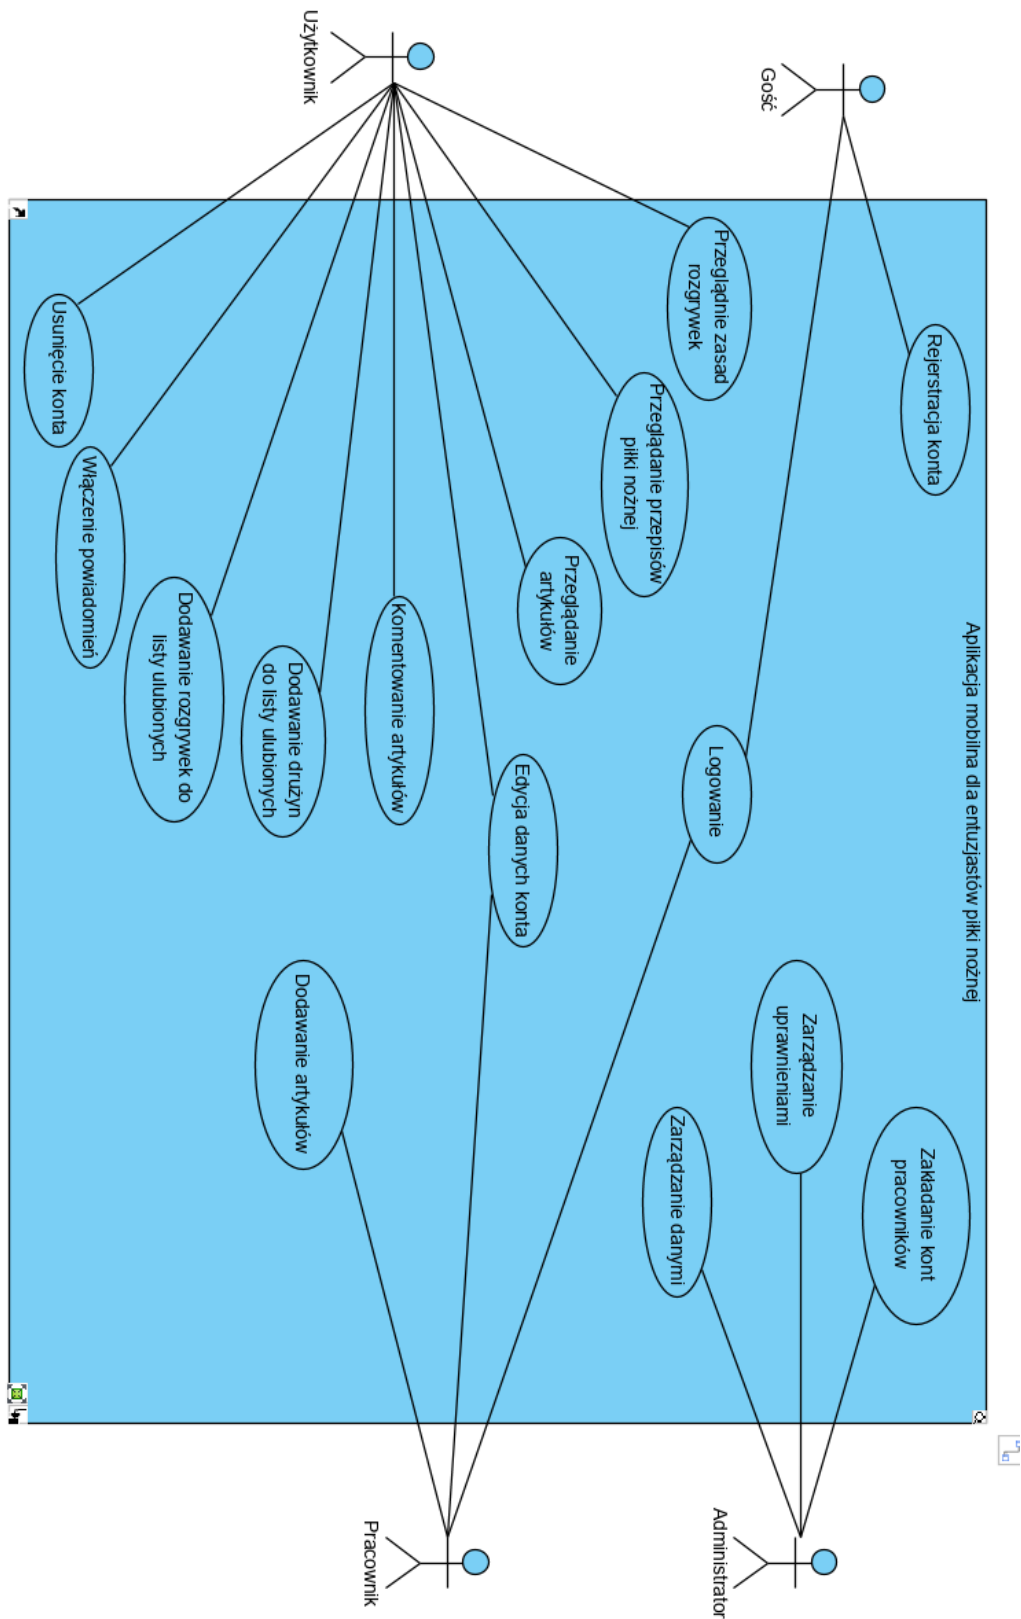 Aplikacja mobilna dla entuzjastów piłki nożnej
Gość
Rejerstracja konta
Logowanie
Zakładanie kont
pracowników
Zarządzanie
uprawnieniami
Zarządzanie danymi
Administrator
Użytkownik
Przeglądnie zasad
rozgrywek
Przeglądanie przepisów
piłki nożnej
Przeglądanie
artykułów
Edycja danych konta
Komentowanie artykułów
Dodawanie drużyn
do listy ulubionych
Dodawanie rozgrywek do
listy ulubionych
Włączenie powiadomień
Usunięcie konta
Dodawanie artykułów
Pracownik